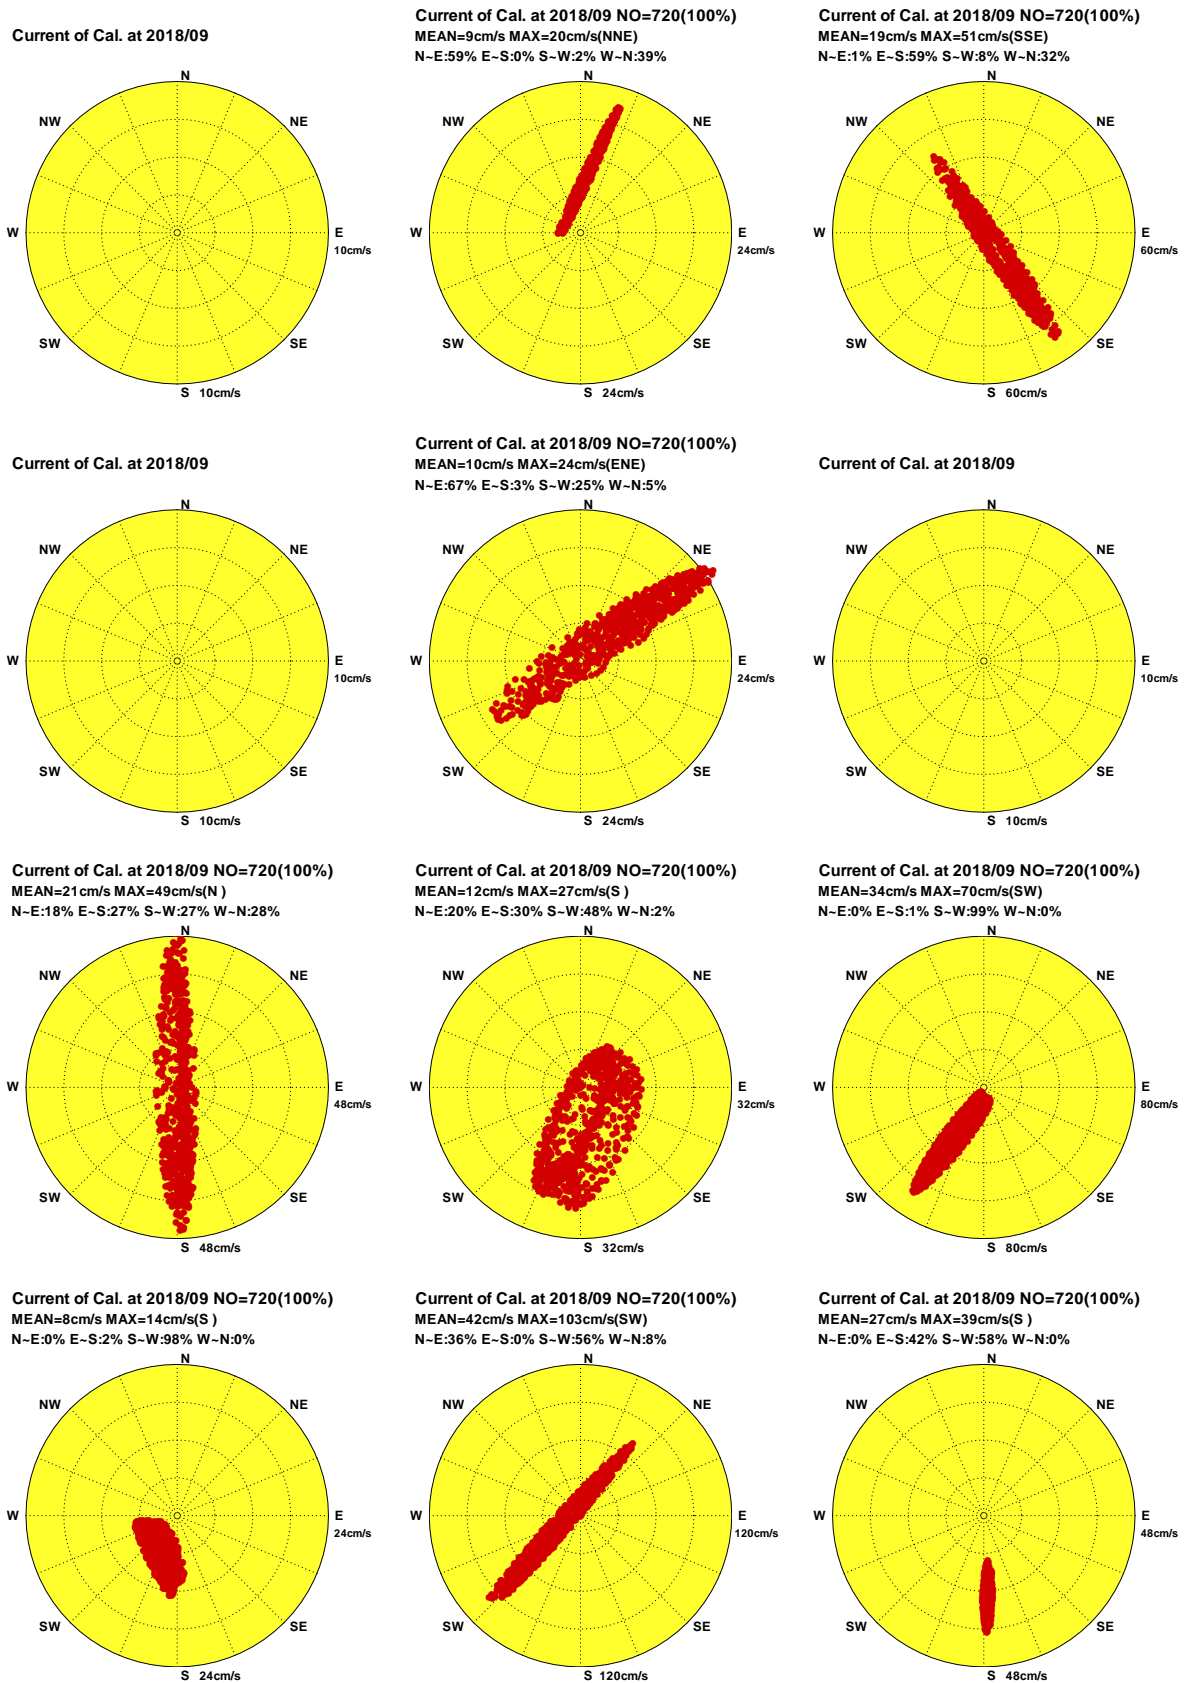 Current of Cal. at 2018/09
N
NW
NE
W
E
10cm/s
SW
SE
S 10cm/s
Current of Cal. at 2018/09 NO=720(100%)
MEAN=9cm/s MAX=20cm/s(NNE)
N~E:59% E~S:0% S~W:2% W~N:39%
N
NW
NE
W
E
24cm/s
SW
SE
S 24cm/s
Current of Cal. at 2018/09 NO=720(100%)
MEAN=19cm/s MAX=51cm/s(SSE)
N~E:1% E~S:59% S~W:8% W~N:32%
N
NW
NE
W
E
60cm/s
SW
SE
S 60cm/s
Current of Cal. at 2018/09
N
NW
NE
W
E
10cm/s
SW
SE
S 10cm/s
Current of Cal. at 2018/09 NO=720(100%)
MEAN=10cm/s MAX=24cm/s(ENE)
N~E:67% E~S:3% S~W:25% W~N:5%
N
NW
NE
W
E
24cm/s
SW
SE
S 24cm/s
Current of Cal. at 2018/09
N
NW
NE
W
E
10cm/s
SW
SE
S 10cm/s
Current of Cal. at 2018/09 NO=720(100%)
MEAN=21cm/s MAX=49cm/s(N )
N~E:18% E~S:27% S~W:27% W~N:28%
N
NW
NE
W
E
48cm/s
SW
SE
S 48cm/s
Current of Cal. at 2018/09 NO=720(100%)
MEAN=12cm/s MAX=27cm/s(S )
N~E:20% E~S:30% S~W:48% W~N:2%
N
NW
NE
W
E
32cm/s
SW
SE
S 32cm/s
Current of Cal. at 2018/09 NO=720(100%)
MEAN=34cm/s MAX=70cm/s(SW)
N~E:0% E~S:1% S~W:99% W~N:0%
N
NW
NE
W
E
80cm/s
SW
SE
S 80cm/s
Current of Cal. at 2018/09 NO=720(100%)
MEAN=8cm/s MAX=14cm/s(S )
N~E:0% E~S:2% S~W:98% W~N:0%
N
NW
NE
W
E
24cm/s
SW
SE
S 24cm/s
Current of Cal. at 2018/09 NO=720(100%)
MEAN=42cm/s MAX=103cm/s(SW)
N~E:36% E~S:0% S~W:56% W~N:8%
N
NW
NE
W
E
120cm/s
SW
SE
S 120cm/s
Current of Cal. at 2018/09 NO=720(100%)
MEAN=27cm/s MAX=39cm/s(S )
N~E:0% E~S:42% S~W:58% W~N:0%
N
NW
NE
W
E
48cm/s
SW
SE
S 48cm/s